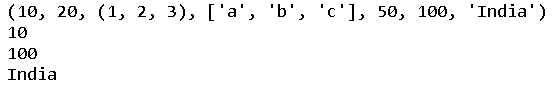 (10, 20, (1, 2, 3), ['a', 'b', 'c'], 50, 100, 'India')
10
100
India